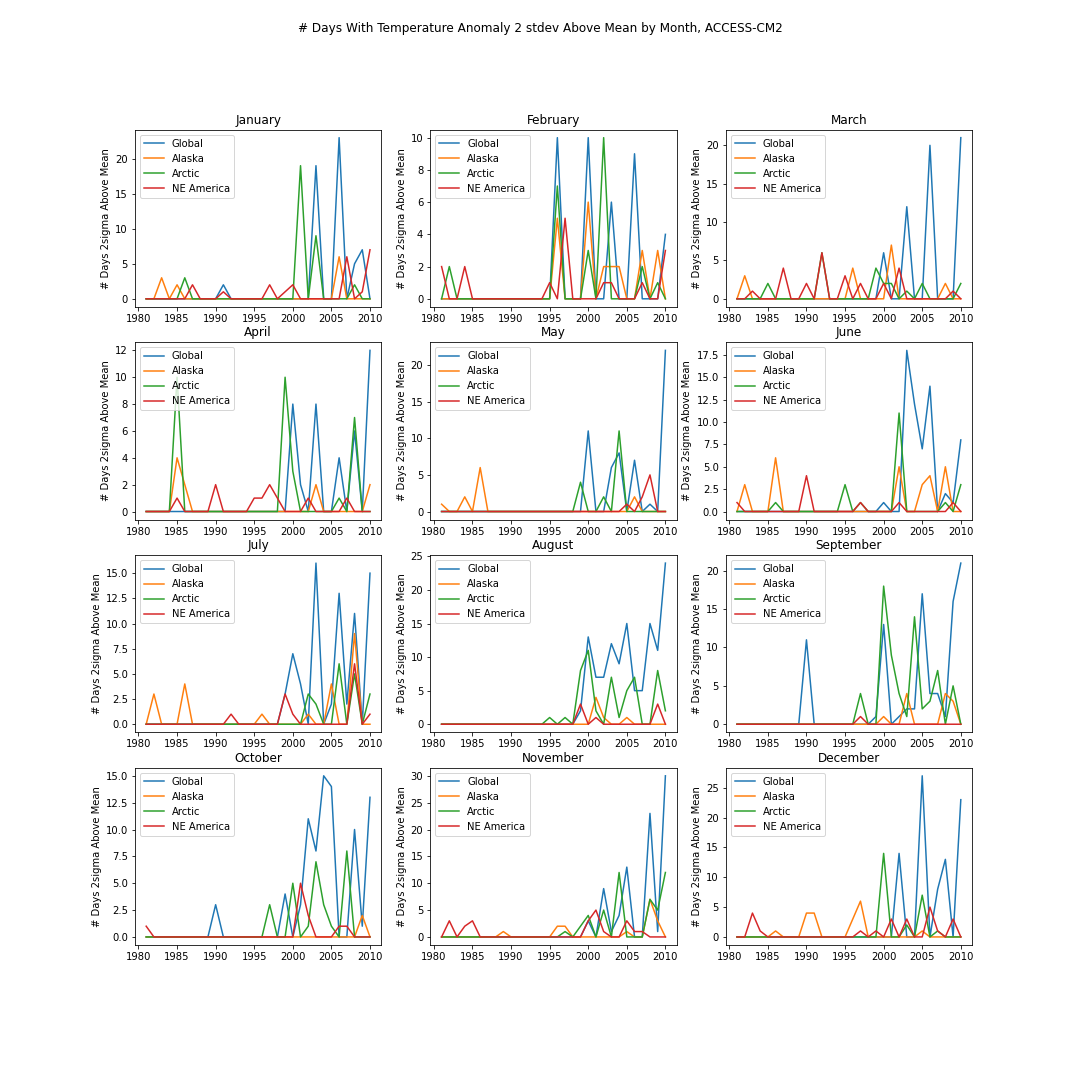 # Days With Temperature Anomaly 2 stdev Above Mean by Month, ACCESS-CM2
January
# Days 2sigma Above Mean
20
15
10
5
0
Global
Alaska
Arctic
NE America
1980 1985 1990 1995 2000 2005 2010
February
# Days 2sigma Above Mean
10
8
6
4
2
0
Global
Alaska
Arctic
NE America
1980 1985 1990 1995 2000 2005 2010
March
# Days 2sigma Above Mean
20
15
10
5
0
Global
Alaska
Arctic
NE America
1980 1985 1990 1995 2000 2005 2010
April
# Days 2sigma Above Mean
12
10
8
6
4
2
0
Global
Alaska
Arctic
NE America
1980 1985 1990 1995 2000 2005 2010
May
# Days 2sigma Above Mean
20
15
10
5
0
Global
Alaska
Arctic
NE America
1980 1985 1990 1995 2000 2005 2010
June
# Days 2sigma Above Mean
17.5
15.0
12.5
10.0
7.5
5.0
2.5
0.0
Global
Alaska
Arctic
NE America
1980 1985 1990 1995 2000 2005 2010
July
# Days 2sigma Above Mean
15.0
12.5
10.0
7.5
5.0
2.5
0.0
Global
Alaska
Arctic
NE America
1980 1985 1990 1995 2000 2005 2010
August
# Days 2sigma Above Mean
25
20
15
10
5
0
Global
Alaska
Arctic
NE America
1980 1985 1990 1995 2000 2005 2010
September
# Days 2sigma Above Mean
20
15
10
5
0
Global
Alaska
Arctic
NE America
1980 1985 1990 1995 2000 2005 2010
October
# Days 2sigma Above Mean
15.0
12.5
10.0
7.5
5.0
2.5
0.0
Global
Alaska
Arctic
NE America
1980 1985 1990 1995 2000 2005 2010
November
# Days 2sigma Above Mean
30
25
20
15
10
5
0
Global
Alaska
Arctic
NE America
1980 1985 1990 1995 2000 2005 2010
December
# Days 2sigma Above Mean
25
20
15
10
5
0
Global
Alaska
Arctic
NE America
1980 1985 1990 1995 2000 2005 2010